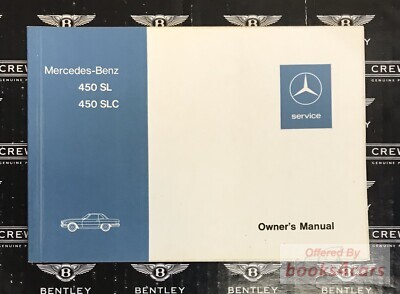 Mercedes-Benz
450 SL
450 SLC
service
Owner's Manual
Offered By
books4cars
CREW
GENUINE
CREW
CREW
CREW
B
BENTLEY
B
BENTLEY
B
BENTLEY